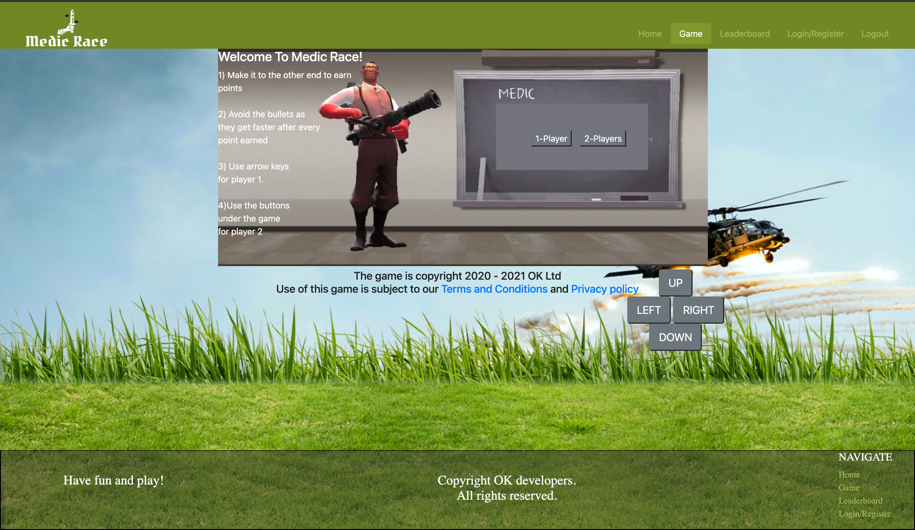 Medic Race
Home Game Leaderboard Login/Register Logout
Welcome To Medic Race!
1) Make it to the other end to earn
points
2) Avoid the bullets as
they get faster after every
point earned
3) Use arrow keys
for player 1.
4)Use the buttons
under the game
for player 2
MEDIC
1-Player 2-Players
The game is copyright 2020 - 2021 OK Ltd
Use of this game is subject to our Terms and Conditions and Privacy policy
UP
LEFT RIGHT
DOWN
Have fun and play!
Copyright OK developers.
All rights reserved.
NAVIGATE
Home
Game
Leaderboard
Login/Register